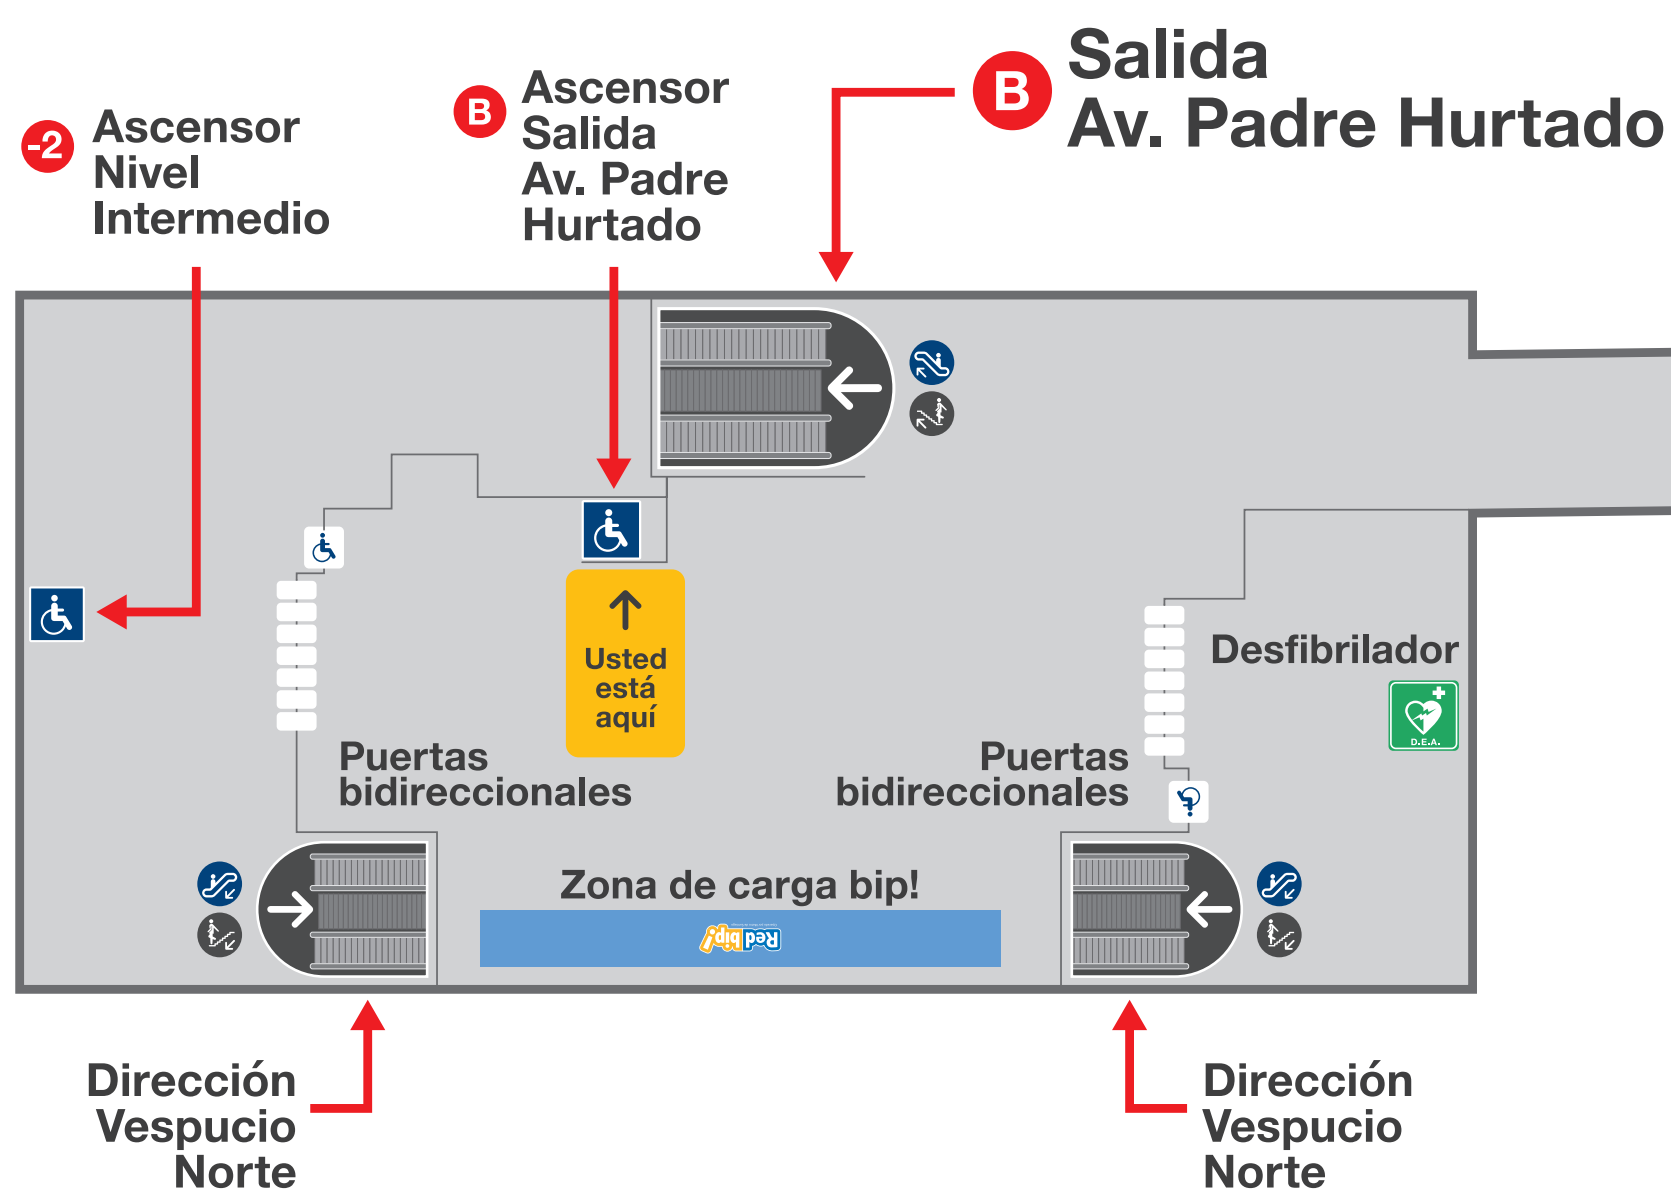 B
Salida
Av. Padre Hurtado
B
Ascensor
Salida
Av. Padre
Hurtado
-2
Ascensor
Nivel
Intermedio
Usted
está
aquí
Desfibrilador
D.E.A.
Puertas
bidireccionales
Puertas
bidireccionales
Zona de carga bip!
Red bip!
Dirección
Vespucio
Norte
Dirección
Vespucio
Norte